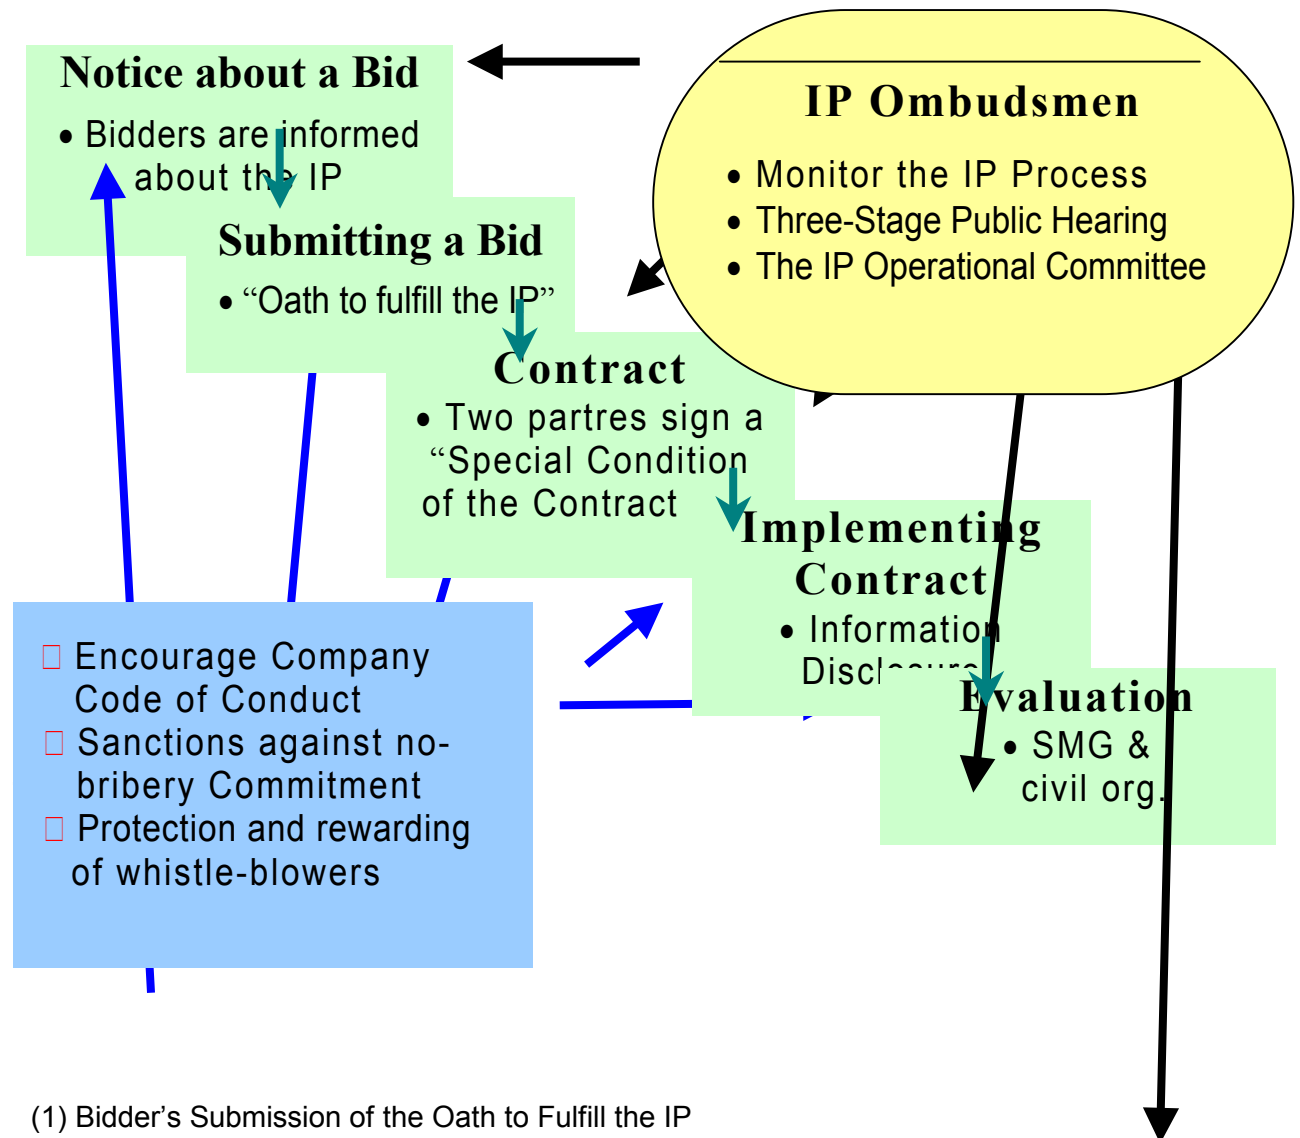 Notice about a Bid
• Bidders are informed
about the IP
Submitting a Bid
• “Oath to fulfill the IP”
Contract
• Two partres sign a
“Special Condition
of the Contract
Implementing
Contract
• Information
Disclosure
Evaluation
• SMG &
civil org.
IP Ombudsmen
• Monitor the IP Process
• Three-Stage Public Hearing
• The IP Operational Committee
Encourage Company
Code of Conduct
Sanctions against no-
bribery Commitment
Protection and rewarding
of whistle-blowers
(1) Bidder’s Submission of the Oath to Fulfill the IP